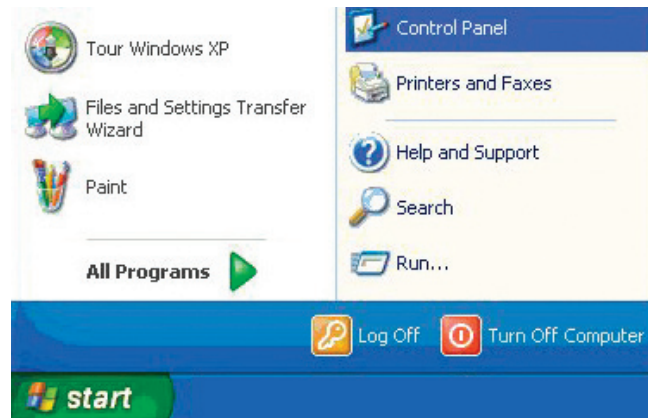 Tour Windows XP
Files and Settings Transfer
Wizard
Paint
All Programs
Control Panel
Printers and Faxes
Help and Support
Search
Run...
Log Off
Turn Off Computer
start